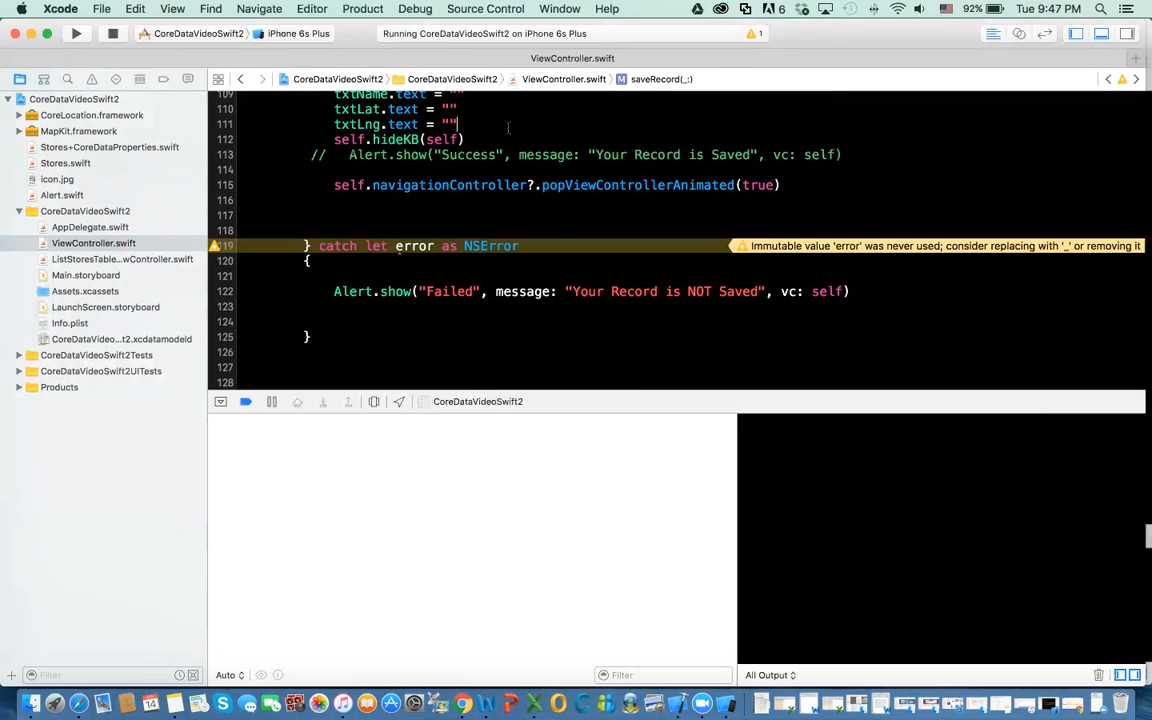 Xcode File Edit View Find Navigate Editor Product Debug Source Control Window Help 6 92% Tue 9:47 PM
CoreDataVideoSwift2 iPhone 6s Plus Running CoreDataVideoSwift2 on iPhone 6s Plus 1
ViewController.swift
CoreDataVideoSwift2 CoreDataVideoSwift2 ViewController.swift M saveRecord(_:)
CoreDataVideoSwift2
CoreLocation.framework
MapKit.framework
Stores+CoreDataProperties.swift
Stores.swift
icon.jpg
Alert.swift
CoreDataVideoSwift2
AppDelegate.swift
ViewController.swift
ListStoresTable...wController.swift
Main.storyboard
Assets.xcassets
LaunchScreen.storyboard
Info.plist
CoreDataVideo...t2.xcdatamodeld
CoreDataVideoSwift2Tests
CoreDataVideoSwift2UITests
Products
109 txtName.text = ""
110 txtLat.text = ""
111 txtLng.text = ""
112 self.hideKB(self)
113 // Alert.show("Success", message: "Your Record is Saved", vc: self)
114
115 self.navigationController?.popViewControllerAnimated(true)
116
117
118
119 } catch let error as NSError Immutable value 'error' was never used; consider replacing with '_' or removing it
120 {
121
122 Alert.show("Failed", message: "Your Record is NOT Saved", vc: self)
123
124
125 }
126
127
128
CoreDataVideoSwift2
Filter Auto Filter All Output
14